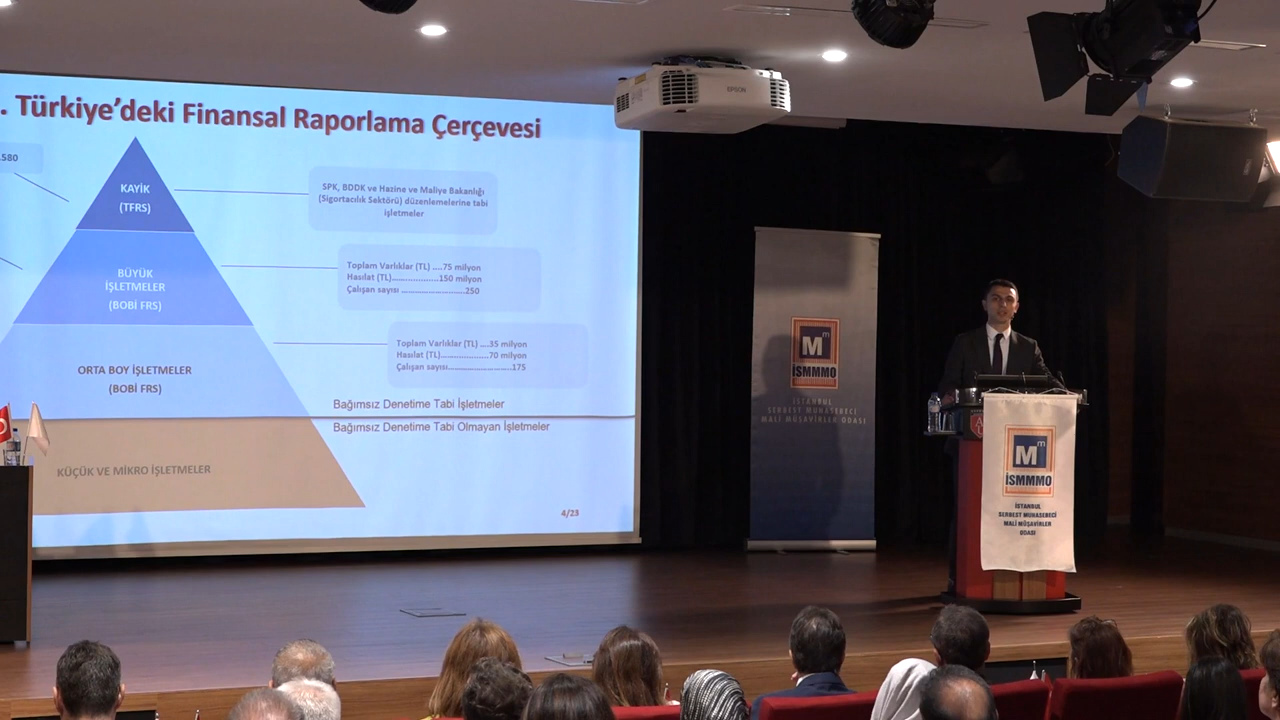 . Türkiye'deki Finansal Raporlama Çerçevesi
.580
KAYİK
(TFRS)
SPK, BDDK ve Hazine ve Maliye Bakanlığı
(Sigortacılık Sektörü) düzenlemelerine tabi
işletmeler
BÜYÜK
İŞLETMELER
(BOBİ FRS)
Toplam Varlıklar (TL) ....75 milyon
Hasılat (TL)....................150 milyon
Çalışan sayısı ...........................250
ORTA BOY İŞLETMELER
(BOBİ FRS)
Toplam Varlıklar (TL) ....35 milyon
Hasılat (TL)....................70 milyon
Çalışan sayısı...........................175
Bağımsız Denetime Tabi İşletmeler
Bağımsız Denetime Tabi Olmayan İşletmeler
KÜÇÜK VE MİKRO İŞLETMELER
4/23
EPSON
Mm
İSMMMO
İSTANBUL
SERBEST MUHASEBECİ
MALİ MÜŞAVİRLER ODASI
Mm
İSMMMO
İSTANBUL
SERBEST MUHASEBECİ
MALİ MÜŞAVİRLER
ODASI